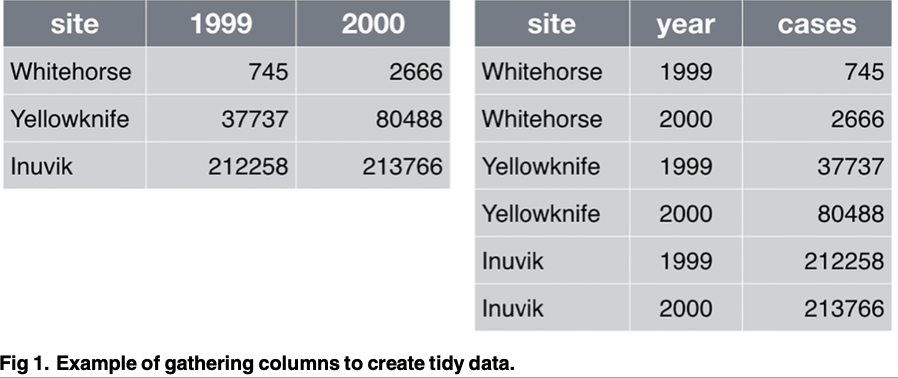 site 1999 2000
Whitehorse 745 2666
Yellowknife 37737 80488
Inuvik 212258 213766
site year cases
Whitehorse 1999 745
Whitehorse 2000 2666
Yellowknife 1999 37737
Yellowknife 2000 80488
Inuvik 1999 212258
Inuvik 2000 213766
Fig 1. Example of gathering columns to create tidy data.